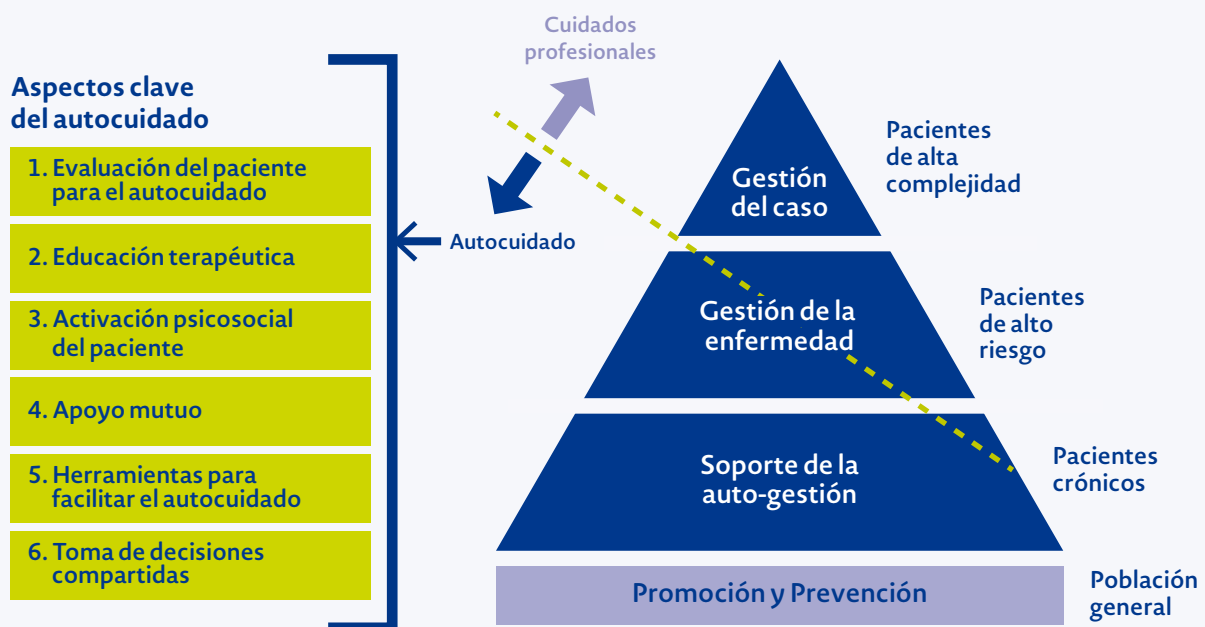 Cuidados
profesionales
Aspectos clave
del autocuidado
1. Evaluación del paciente
para el autocuidado
2. Educación terapéutica
3. Activación psicosocial
del paciente
4. Apoyo mutuo
5. Herramientas para
facilitar el autocuidado
6. Toma de decisiones
compartidas
Autocuidado
Gestión
del caso
Pacientes
de alta
complejidad
Gestión de la
enfermedad
Pacientes
de alto
riesgo
Soporte de la
auto-gestión
Pacientes
crónicos
Promoción y Prevención
Población
general